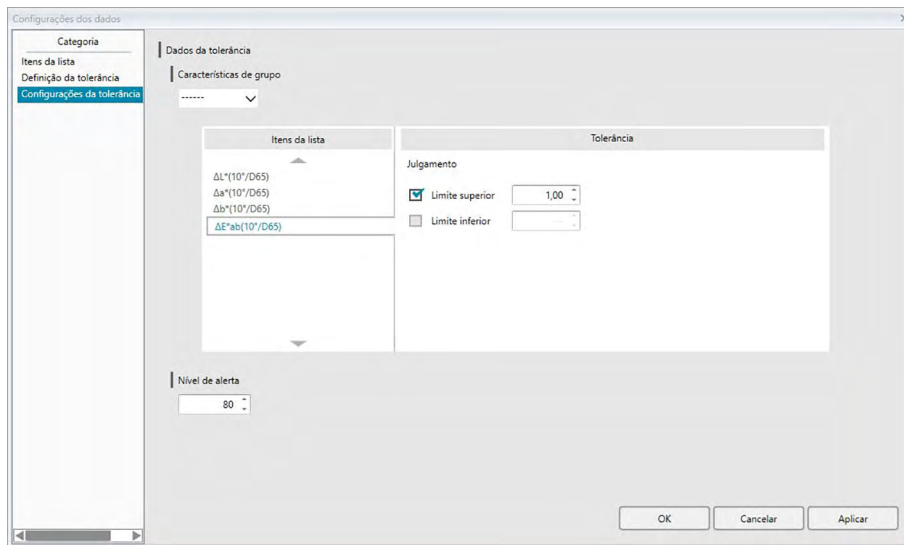 Configurações dos dados
Categoria
Itens da lista
Definição da tolerância
Configurações da tolerância
Dados da tolerância
Características de grupo
------
Itens da lista
ΔL*(10°/D65)
Δa*(10°/D65)
Δb*(10°/D65)
ΔE*ab(10°/D65)
Tolerância
Julgamento
Limite superior 1,00
Limite inferior
Nível de alerta
80
OK Cancelar Aplicar